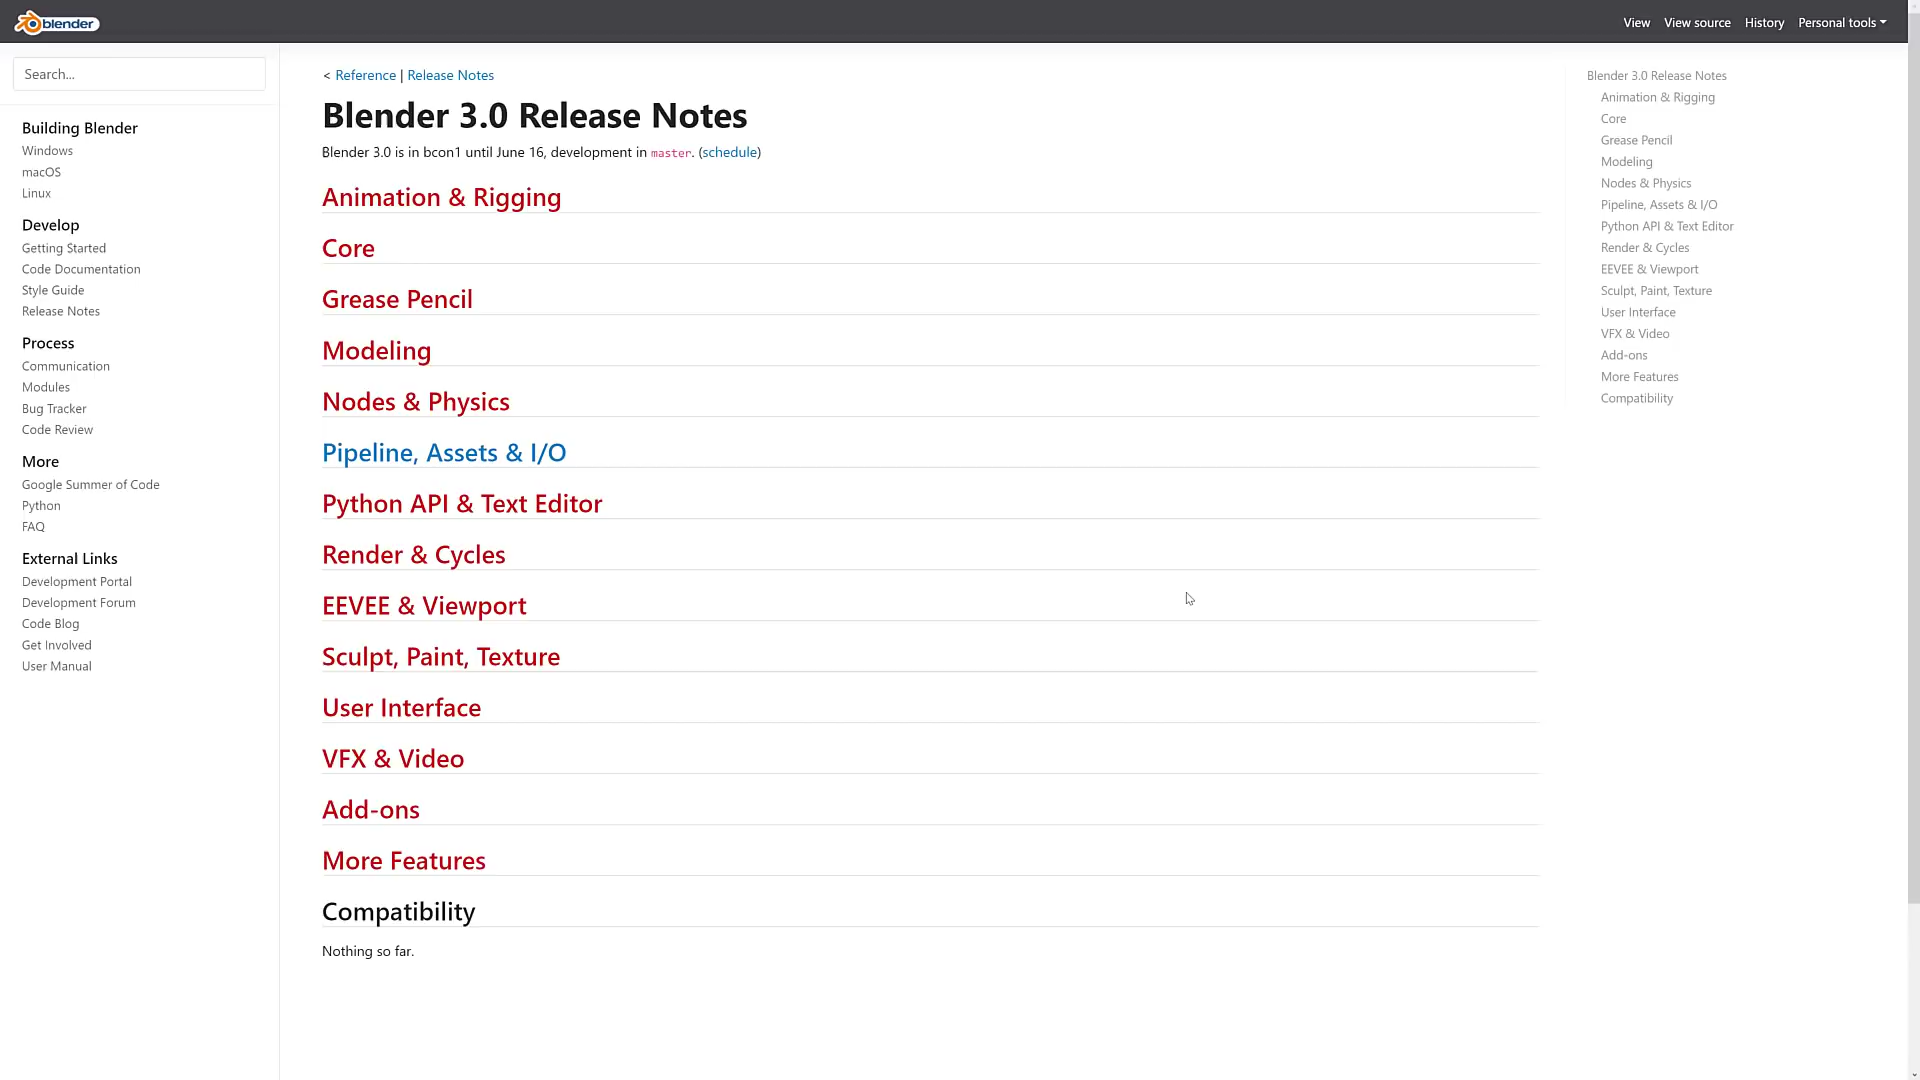 blender
View View source History Personal tools
Search...
Building Blender
Windows
macOS
Linux
Develop
Getting Started
Code Documentation
Style Guide
Release Notes
Process
Communication
Modules
Bug Tracker
Code Review
More
Google Summer of Code
Python
FAQ
External Links
Development Portal
Development Forum
Code Blog
Get Involved
User Manual
< Reference | Release Notes
Blender 3.0 Release Notes
Blender 3.0 is in bcon1 until June 16, development in master. (schedule)
Animation & Rigging
Core
Grease Pencil
Modeling
Nodes & Physics
Pipeline, Assets & I/O
Python API & Text Editor
Render & Cycles
EEVEE & Viewport
Sculpt, Paint, Texture
User Interface
VFX & Video
Add-ons
More Features
Compatibility
Nothing so far.
Blender 3.0 Release Notes
Animation & Rigging
Core
Grease Pencil
Modeling
Nodes & Physics
Pipeline, Assets & I/O
Python API & Text Editor
Render & Cycles
EEVEE & Viewport
Sculpt, Paint, Texture
User Interface
VFX & Video
Add-ons
More Features
Compatibility